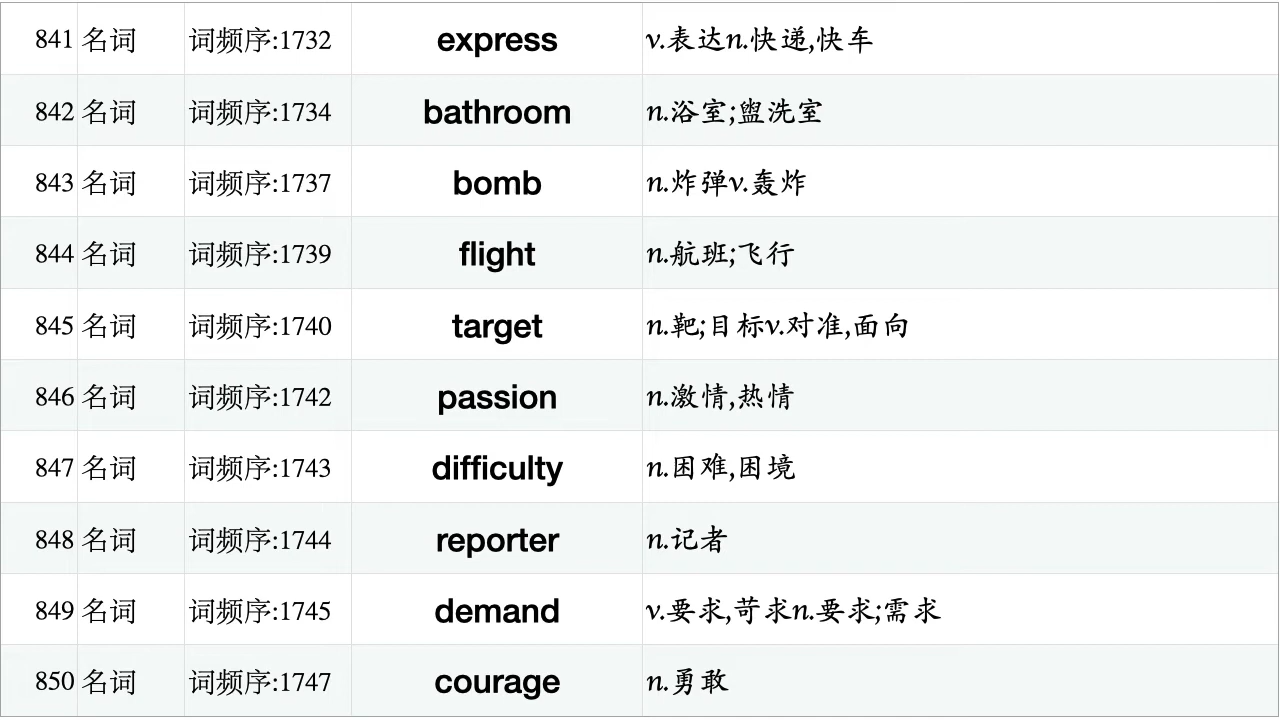 841 名词 词频序:1732 express v.表达n.快递,快车
842 名词 词频序:1734 bathroom n.浴室;盥洗室
843 名词 词频序:1737 bomb n.炸弹v.轰炸
844 名词 词频序:1739 flight n.航班;飞行
845 名词 词频序:1740 target n.靶;目标v.对准,面向
846 名词 词频序:1742 passion n.激情,热情
847 名词 词频序:1743 difficulty n.困难,困境
848 名词 词频序:1744 reporter n.记者
849 名词 词频序:1745 demand v.要求,苛求n.要求;需求
850 名词 词频序:1747 courage n.勇敢